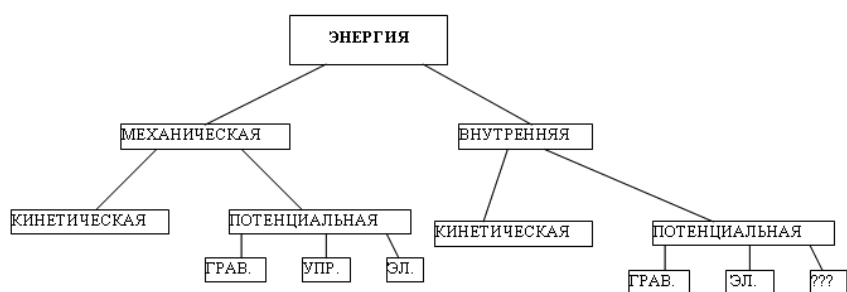 ЭНЕРГИЯ
МЕХАНИЧЕСКАЯ
ВНУТРЕННЯЯ
КИНЕТИЧЕСКАЯ
ПОТЕНЦИАЛЬНАЯ
КИНЕТИЧЕСКАЯ
ПОТЕНЦИАЛЬНАЯ
ГРАВ.
УПР.
ЭЛ.
ГРАВ.
ЭЛ.
???